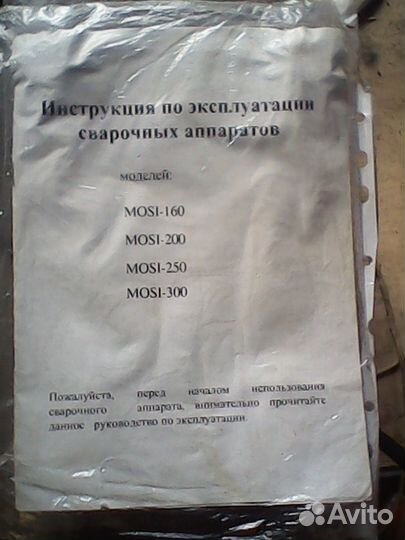 Инструкция по эксплуатации
сварочных аппаратов
моделей:
MOSI-160
MOSI-200
MOSI-250
MOSI-300
Пожалуйста, перед началом использования
сварочного аппарата, внимательно прочитайте
данное руководство по эксплуатации.
Avito